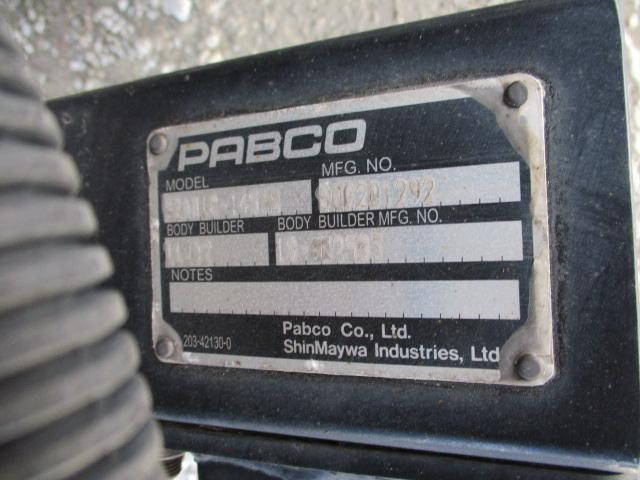 PABCO
MODEL MFG. NO.
BODY BUILDER BODY BUILDER MFG. NO.
NOTES
Pabco Co., Ltd.
203-42130-0 ShinMaywa Industries, Ltd